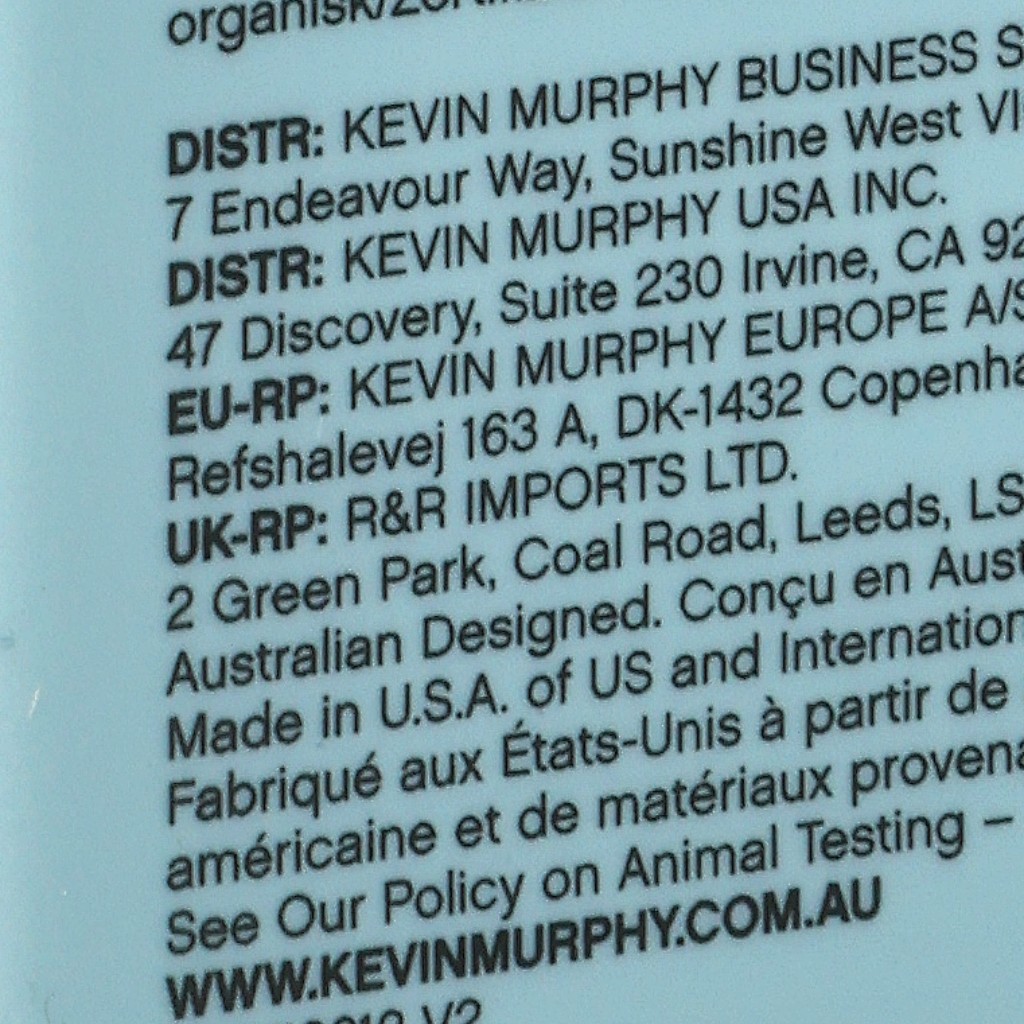 DISTR: KEVIN MURPHY BUSINESS
7 Endeavour Way, Sunshine West
DISTR: KEVIN MURPHY USA INC.
47 Discovery, Suite 230 Irvine, CA
EU-RP: KEVIN MURPHY EUROPE A/S
Refshalevej 163 A, DK-1432
UK-RP: R&R IMPORTS LTD.
2 Green Park, Coal Road, Leeds, LS
Australian Designed. Conçu en
Made in U.S.A. of US and
Fabriqué aux États-Unis à partir de
américaine et de matériaux
See Our Policy on Animal Testing –
WWW.KEVINMURPHY.COM.AU
V2